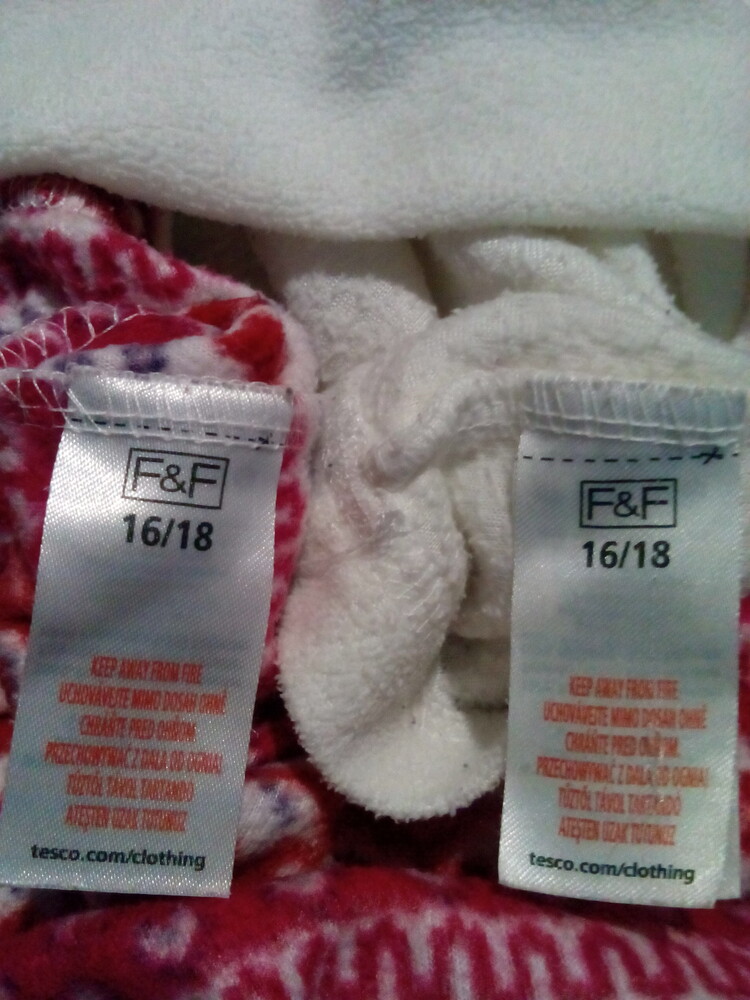 F&F
16/18
KEEP AWAY FROM FIRE
UCHOVÁVEJTE MIMO DOSAH OHNĚ
CHRÁŇTE PRED OHŇOM.
PRZECHOWYWAĆ Z DALA OD OGNIA!
TŰZTŐL TÁVOL TARTANDÓ
ATEŞTEN UZAK TUTUNUZ
tesco.com/clothing
F&F
16/18
KEEP AWAY FROM FIRE
UCHOVÁVEJTE MIMO DOSAH OHNĚ
CHRÁŇTE PRED OHŇOM.
PRZECHOWYWAĆ Z DALA OD OGNIA!
TŰZTŐL TÁVOL TARTANDÓ
ATEŞTEN UZAK TUTUNUZ
tesco.com/clothing